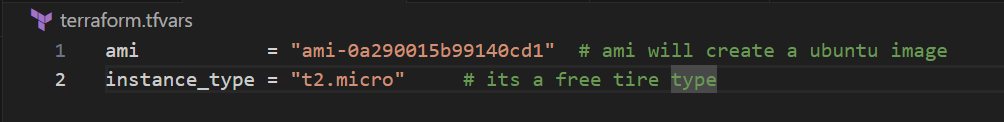 terraform.tfvars
1 ami = "ami-0a290015b99140cd1" # ami will create a ubuntu image
2 instance_type = "t2.micro" # its a free tire type